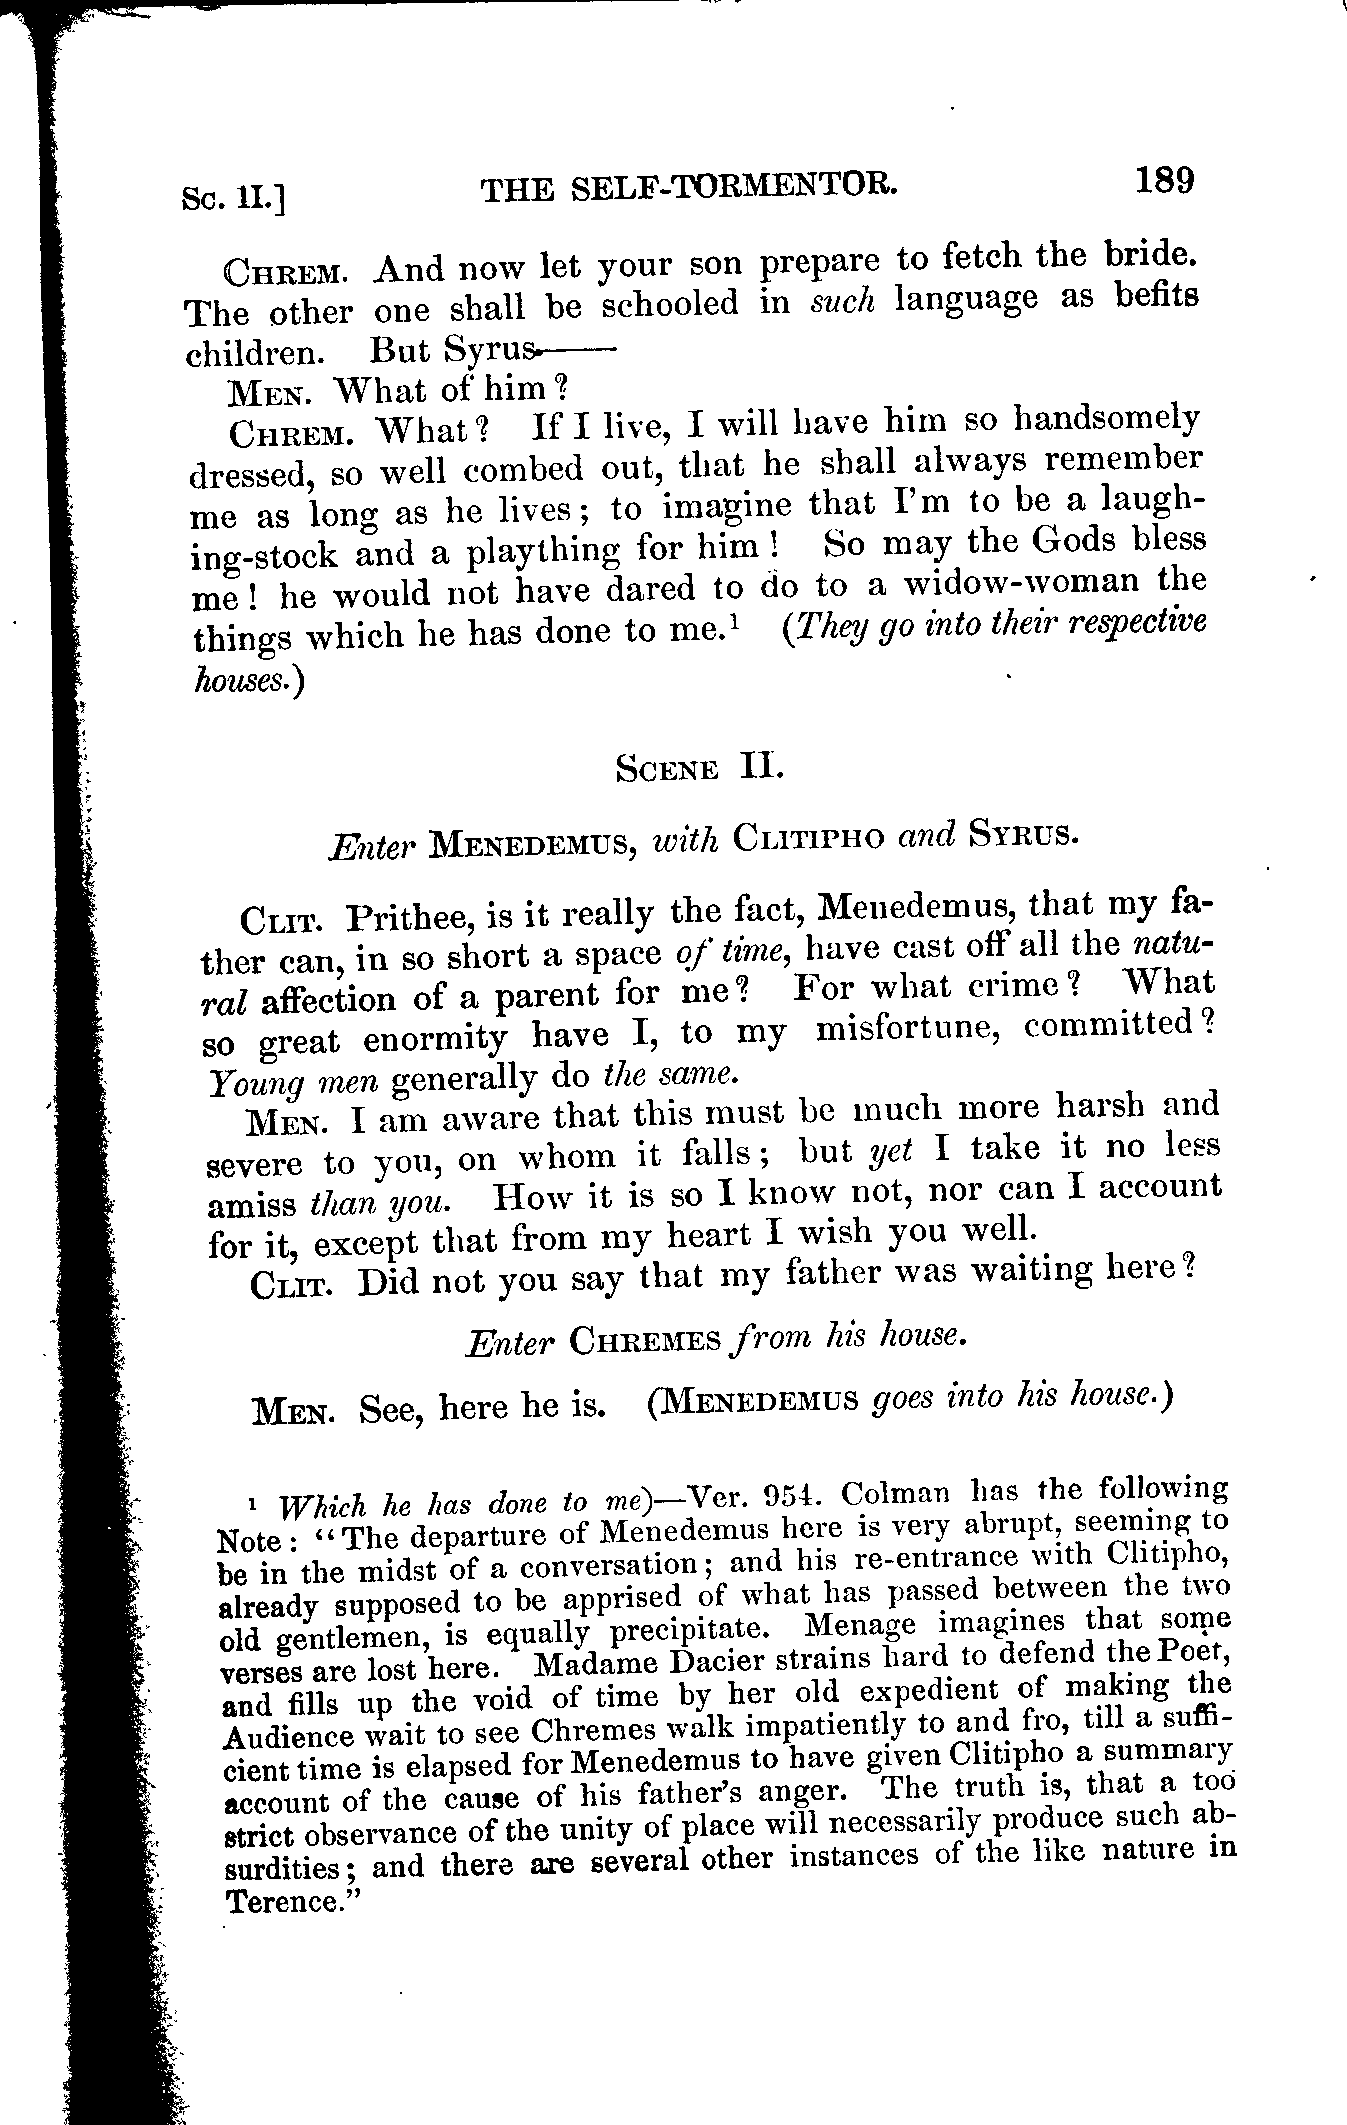 Sc. II.] THE SELF-TORMENTOR. 189
CHREM. And now let your son prepare to fetch the bride.
The other one shall be schooled in such language as befits
children. But Syrus——
MEN. What of him?
CHREM. What? If I live, I will have him so handsomely
dressed, so well combed out, that he shall always remember
me as long as he lives; to imagine that I'm to be a laugh-
ing-stock and a plaything for him! So may the Gods bless
me! he would not have dared to do to a widow-woman the
things which he has done to me.¹ (They go into their respective
houses.)
SCENE II.
Enter MENEDEMUS, with CLITIPHO and SYRUS.
CLIT. Prithee, is it really the fact, Menedemus, that my fa-
ther can, in so short a space of time, have cast off all the natu-
ral affection of a parent for me? For what crime? What
so great enormity have I, to my misfortune, committed?
Young men generally do the same.
MEN. I am aware that this must be much more harsh and
severe to you, on whom it falls; but yet I take it no less
amiss than you. How it is so I know not, nor can I account
for it, except that from my heart I wish you well.
CLIT. Did not you say that my father was waiting here?
Enter CHREMES from his house.
MEN. See, here he is. (MENEDEMUS goes into his house.)
¹ Which he has done to me)—Ver. 954. Colman has the following
Note: "The departure of Menedemus here is very abrupt, seeming to
be in the midst of a conversation; and his re-entrance with Clitipho,
already supposed to be apprised of what has passed between the two
old gentlemen, is equally precipitate. Menage imagines that some
verses are lost here. Madame Dacier strains hard to defend the Poet,
and fills up the void of time by her old expedient of making the
Audience wait to see Chremes walk impatiently to and fro, till a suffi-
cient time is elapsed for Menedemus to have given Clitipho a summary
account of the cause of his father's anger. The truth is, that a too
strict observance of the unity of place will necessarily produce such ab-
surdities; and there are several other instances of the like nature in
Terence."